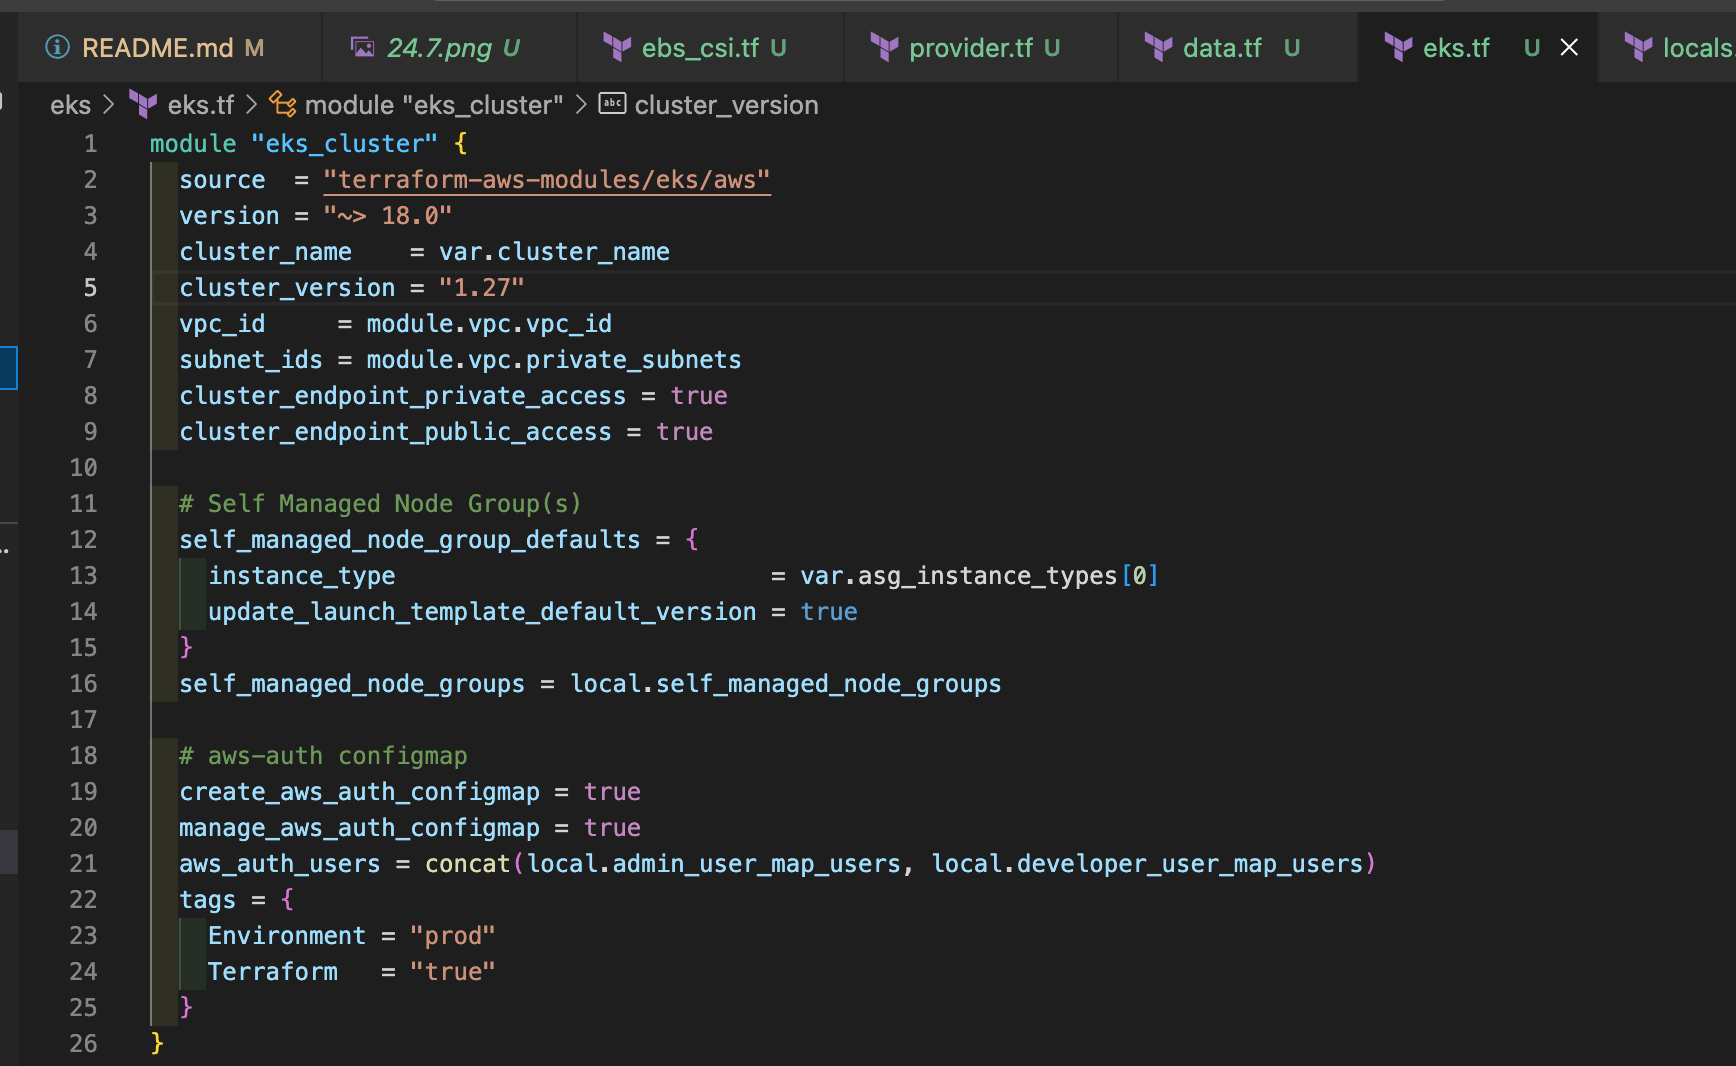 README.md M
24.7.png U
ebs_csi.tf U
provider.tf U
data.tf U
eks.tf U
locals.
eks > eks.tf > module "eks_cluster" > abc cluster_version
1 module "eks_cluster" {
2 source  = "terraform-aws-modules/eks/aws"
3 version = "~> 18.0"
4 cluster_name    = var.cluster_name
5 cluster_version = "1.27"
6 vpc_id     = module.vpc.vpc_id
7 subnet_ids = module.vpc.private_subnets
8 cluster_endpoint_private_access = true
9 cluster_endpoint_public_access = true
10
11 # Self Managed Node Group(s)
12 self_managed_node_group_defaults = {
13 instance_type                          = var.asg_instance_types[0]
14 update_launch_template_default_version = true
15 }
16 self_managed_node_groups = local.self_managed_node_groups
17
18 # aws-auth configmap
19 create_aws_auth_configmap = true
20 manage_aws_auth_configmap = true
21 aws_auth_users = concat(local.admin_user_map_users, local.developer_user_map_users)
22 tags = {
23 Environment = "prod"
24 Terraform   = "true"
25 }
26 }